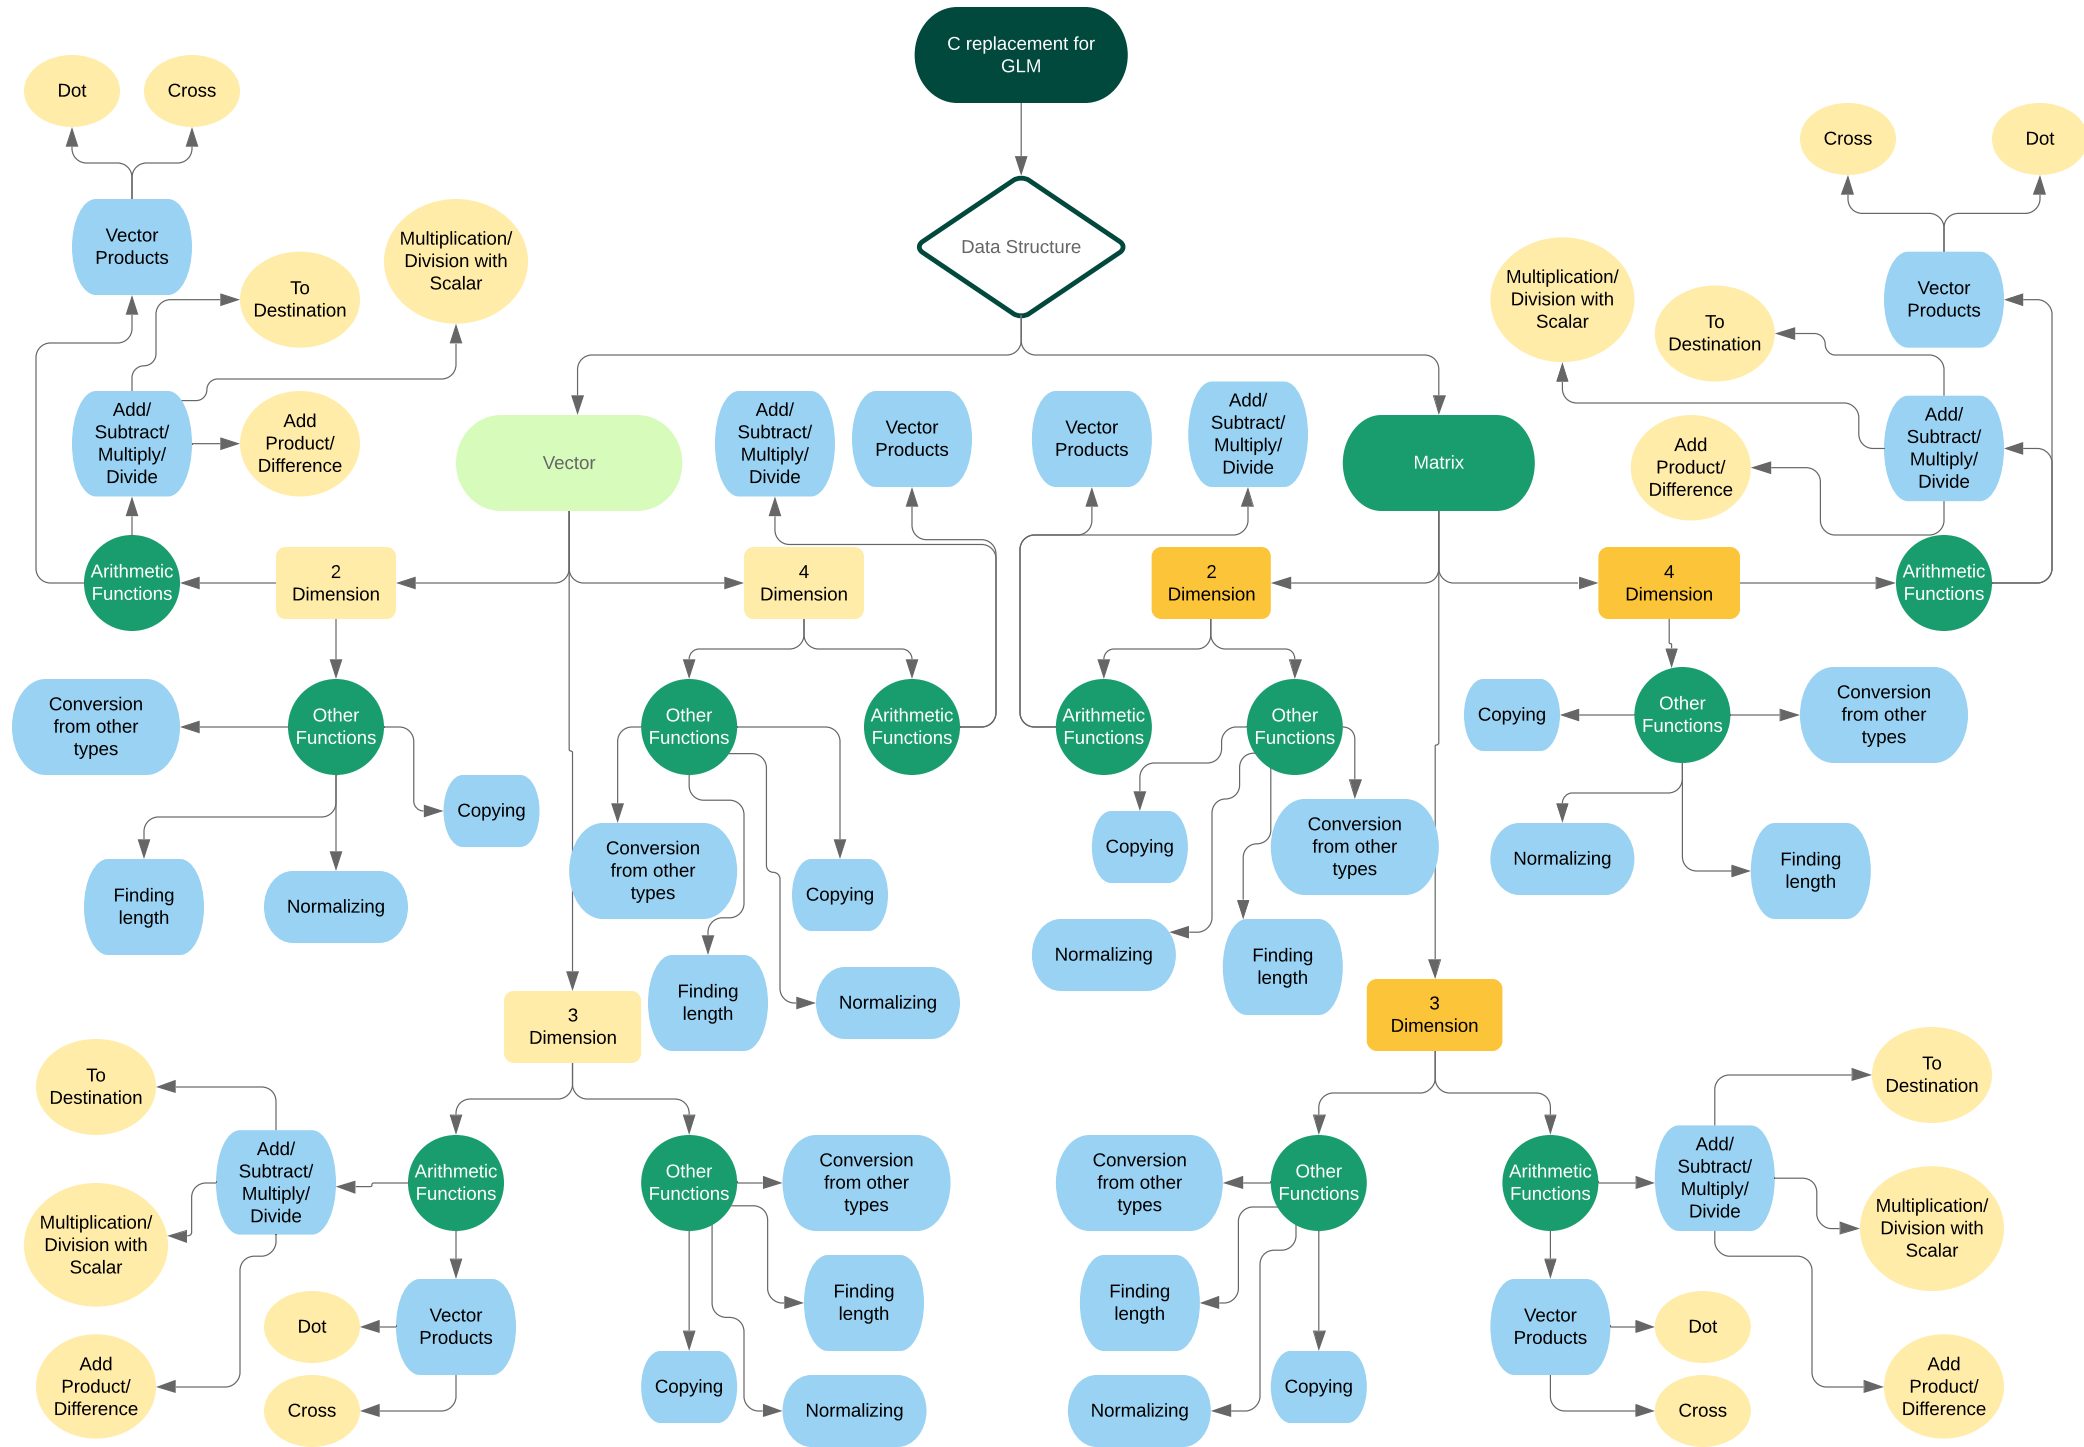 C replacement for
GLM
Data Structure
Dot
Cross
Vector
Products
To
Destination
Multiplication/
Division with
Scalar
Add/
Subtract/
Multiply/
Divide
Add
Product/
Difference
Arithmetic
Functions
2
Dimension
Vector
Add/
Subtract/
Multiply/
Divide
Vector
Products
4
Dimension
Vector
Products
Add/
Subtract/
Multiply/
Divide
Matrix
2
Dimension
4
Dimension
Cross
Dot
Multiplication/
Division with
Scalar
To
Destination
Vector
Products
Add
Product/
Difference
Add/
Subtract/
Multiply/
Divide
Arithmetic
Functions
Conversion
from other
types
Other
Functions
Copying
Finding
length
Normalizing
Other
Functions
Arithmetic
Functions
Conversion
from other
types
Copying
Finding
length
Normalizing
Arithmetic
Functions
Other
Functions
Copying
Conversion
from other
types
Normalizing
Finding
length
Copying
Other
Functions
Conversion
from other
types
Normalizing
Finding
length
3
Dimension
To
Destination
Add/
Subtract/
Multiply/
Divide
Arithmetic
Functions
Other
Functions
Conversion
from other
types
Multiplication/
Division with
Scalar
Finding
length
Dot
Vector
Products
Add
Product/
Difference
Cross
Copying
Normalizing
3
Dimension
To
Destination
Conversion
from other
types
Other
Functions
Arithmetic
Functions
Add/
Subtract/
Multiply/
Divide
Multiplication/
Division with
Scalar
Finding
length
Vector
Products
Dot
Normalizing
Copying
Cross
Add
Product/
Difference